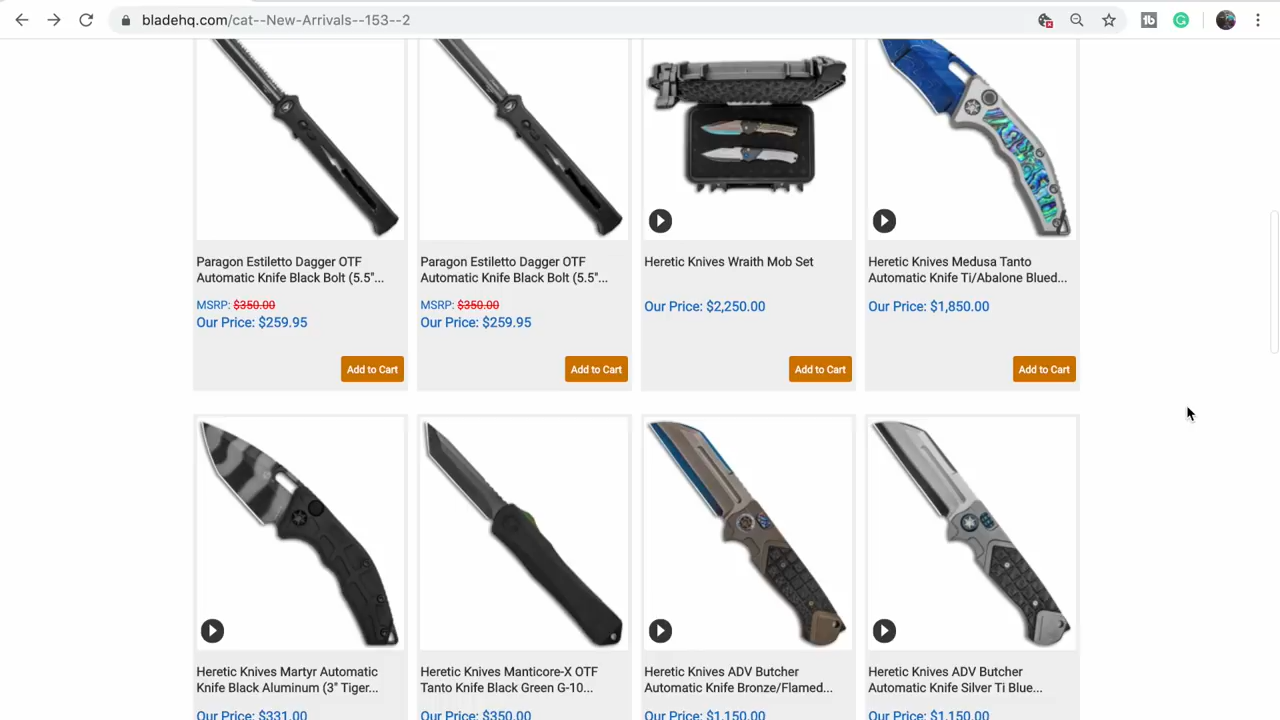 bladehq.com/cat--New-Arrivals--153--2
Paragon Estiletto Dagger OTF
Automatic Knife Black Bolt (5.5"...
MSRP: $350.00
Our Price: $259.95
Add to Cart
Paragon Estiletto Dagger OTF
Automatic Knife Black Bolt (5.5"...
MSRP: $350.00
Our Price: $259.95
Add to Cart
Heretic Knives Wraith Mob Set
Our Price: $2,250.00
Add to Cart
Heretic Knives Medusa Tanto
Automatic Knife Ti/Abalone Blued...
Our Price: $1,850.00
Add to Cart
Heretic Knives Martyr Automatic
Knife Black Aluminum (3" Tiger...
Our Price: $331.00
Heretic Knives Manticore-X OTF
Tanto Knife Black Green G-10...
Our Price: $350.00
Heretic Knives ADV Butcher
Automatic Knife Bronze/Flamed...
Our Price: $1,150.00
Heretic Knives ADV Butcher
Automatic Knife Silver Ti Blue...
Our Price: $1,150.00